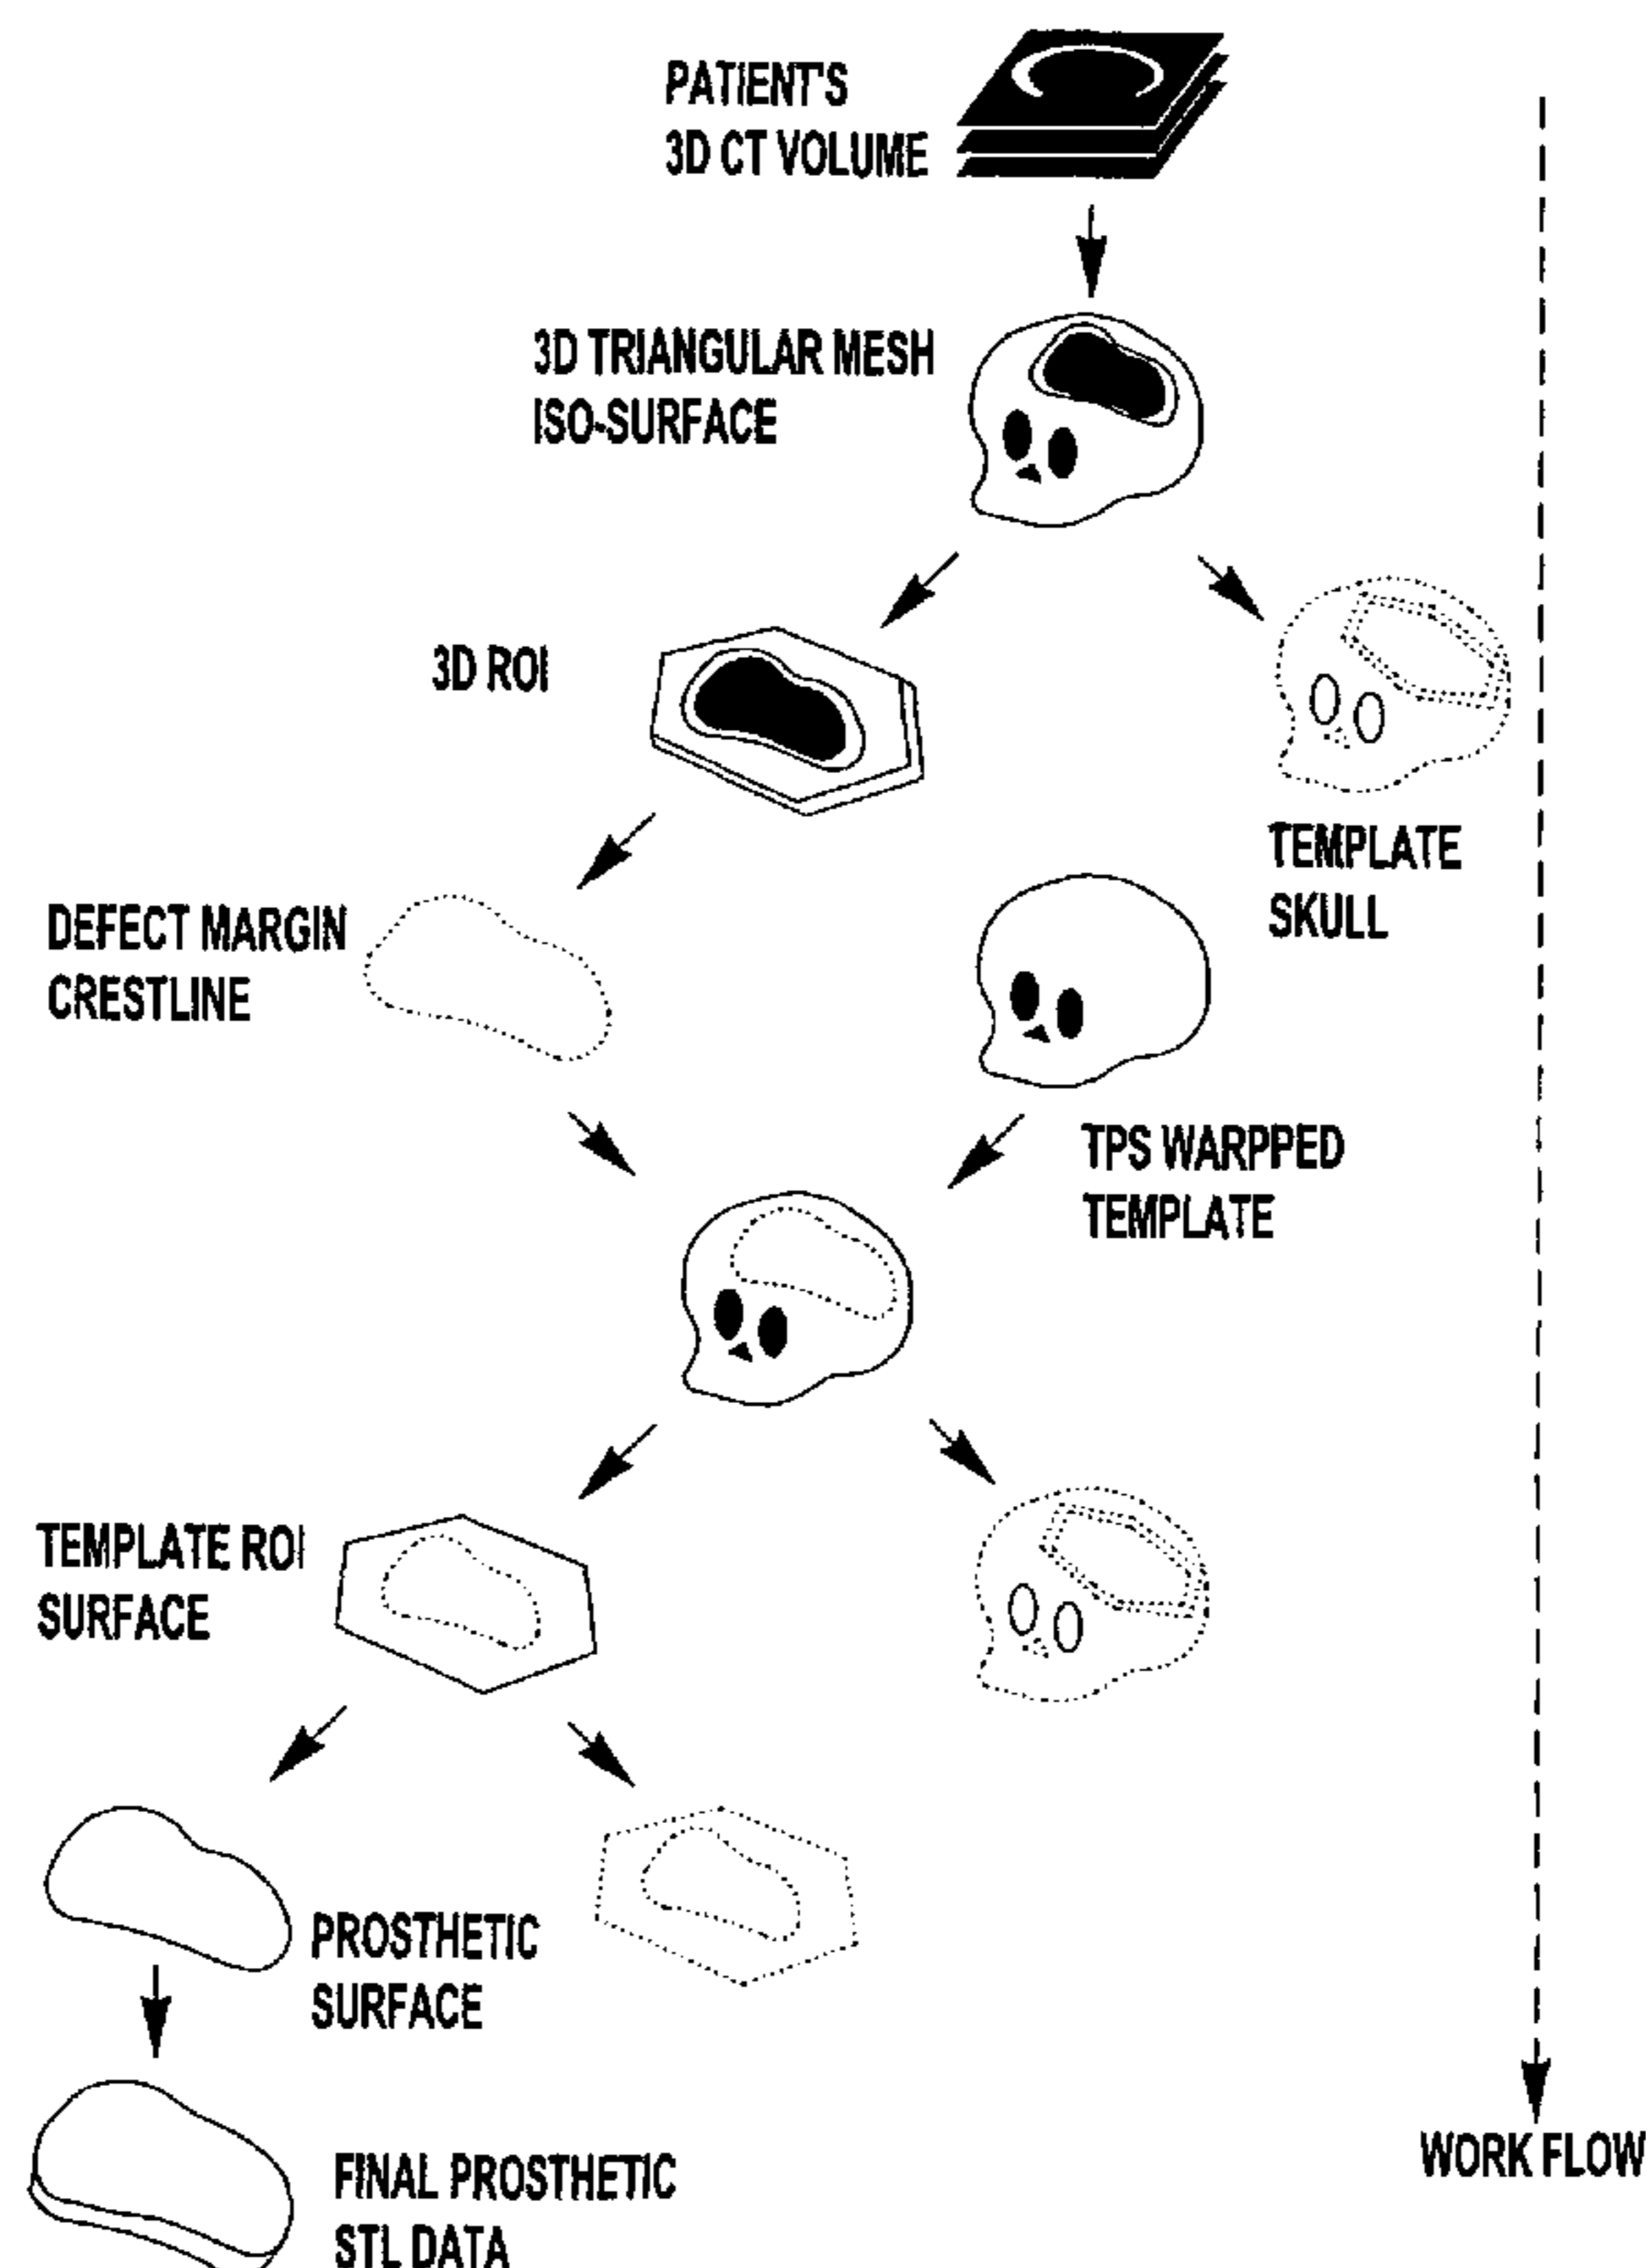 PATIENT'S
3D CT VOLUME
3D TRIANGULAR MESH
ISO-SURFACE
3D ROI
TEMPLATE
SKULL
DEFECT MARGIN
CRESTLINE
TPS WARPPED
TEMPLATE
TEMPLATE ROI
SURFACE
PROSTHETIC
SURFACE
WORK FLOW
FINAL PROSTHETIC
STL DATA